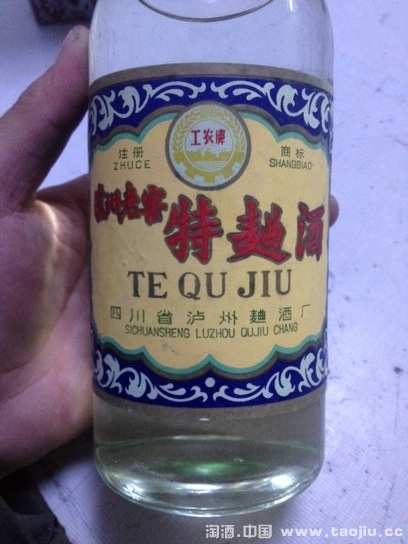 工农牌
注册 商标
ZHUCE SHANGBIAO
泸州老窖
特麯酒
TE QU JIU
四川省泸州麯酒厂
SICHUANSHENG LUZHOU QUJIU CHANG
淘酒.中国 www.taojiu.cc